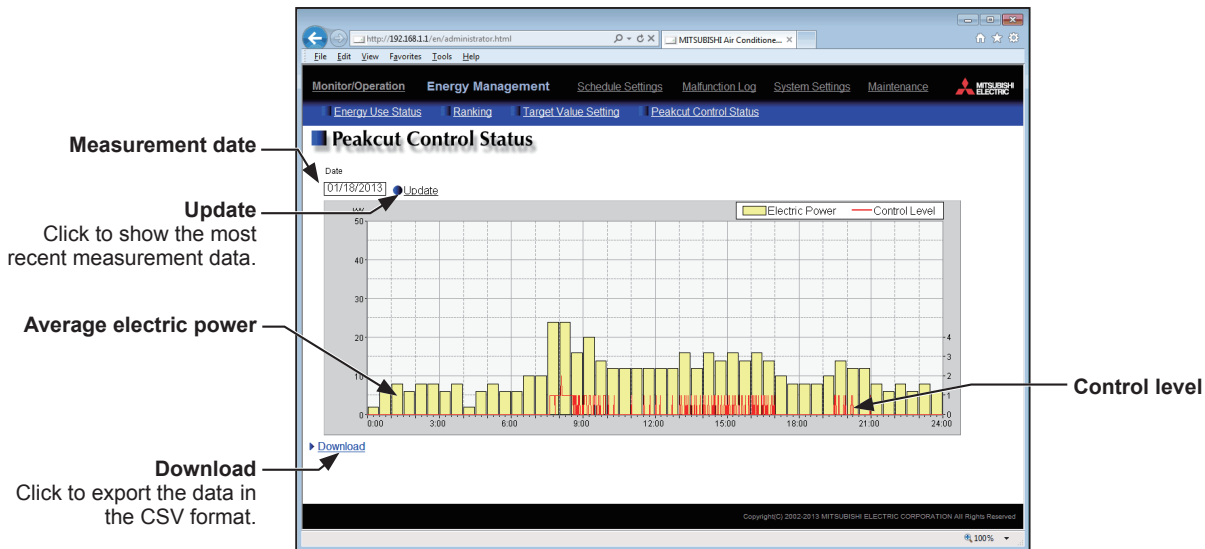 http://192.168.1.1/en/administrator.html
MITSUBISHI Air Conditione... ×
File Edit View Favorites Tools Help
Monitor/Operation Energy Management Schedule Settings Malfunction Log System Settings Maintenance MITSUBISHI ELECTRIC
Energy Use Status Ranking Target Value Setting Peakcut Control Status
Peakcut Control Status
Measurement date
Date
01/18/2013 Update
Update
Click to show the most
recent measurement data.
Electric Power Control Level
50
40
30
20
10
0
4
3
2
1
0
0:00 3:00 6:00 9:00 12:00 15:00 18:00 21:00 24:00
Average electric power
Control level
Download
Download
Click to export the data in
the CSV format.
Copyright(C) 2002-2013 MITSUBISHI ELECTRIC CORPORATION All Rights Reserved
100%